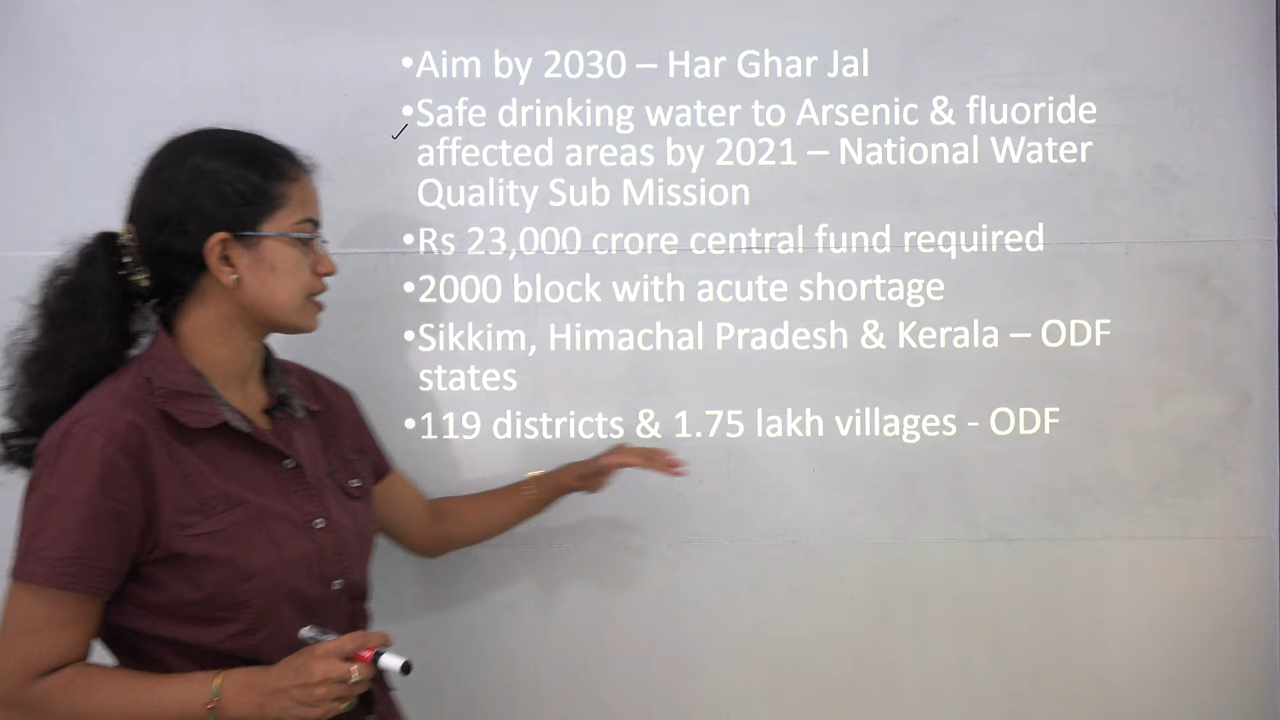 •Aim by 2030 – Har Ghar Jal
•Safe drinking water to Arsenic & fluoride
affected areas by 2021 – National Water
Quality Sub Mission
•Rs 23,000 crore central fund required
•2000 block with acute shortage
•Sikkim, Himachal Pradesh & Kerala – ODF
states
•119 districts & 1.75 lakh villages - ODF